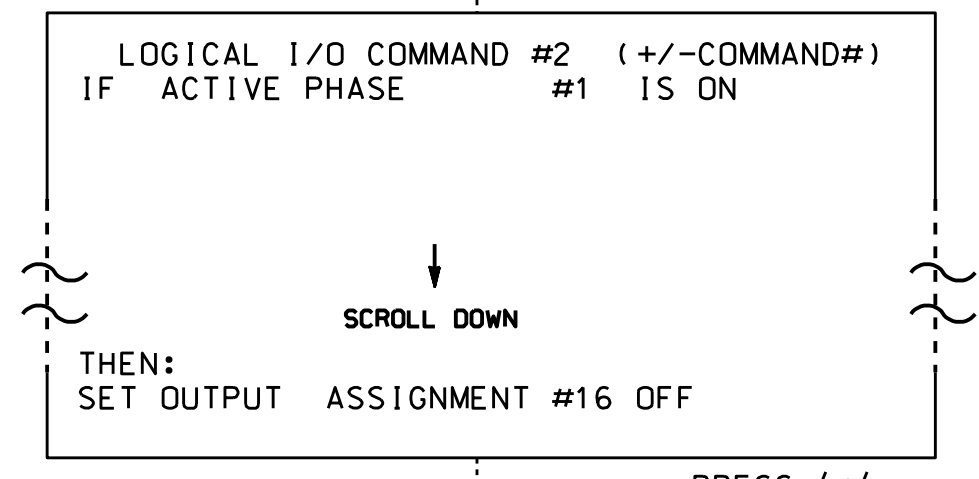 LOGICAL I/O COMMAND #2 (+/-COMMAND#)
IF ACTIVE PHASE #1 IS ON
SCROLL DOWN
THEN:
SET OUTPUT ASSIGNMENT #16 OFF